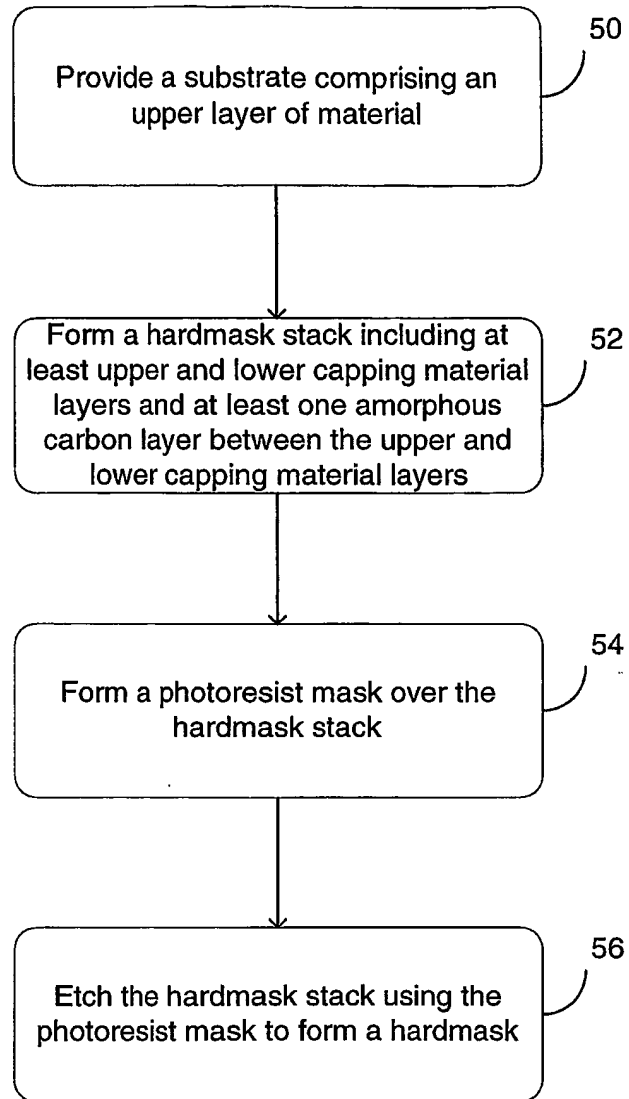 50
Provide a substrate comprising an
upper layer of material
52
Form a hardmask stack including at
least upper and lower capping material
layers and at least one amorphous
carbon layer between the upper and
lower capping material layers
54
Form a photoresist mask over the
hardmask stack
56
Etch the hardmask stack using the
photoresist mask to form a hardmask